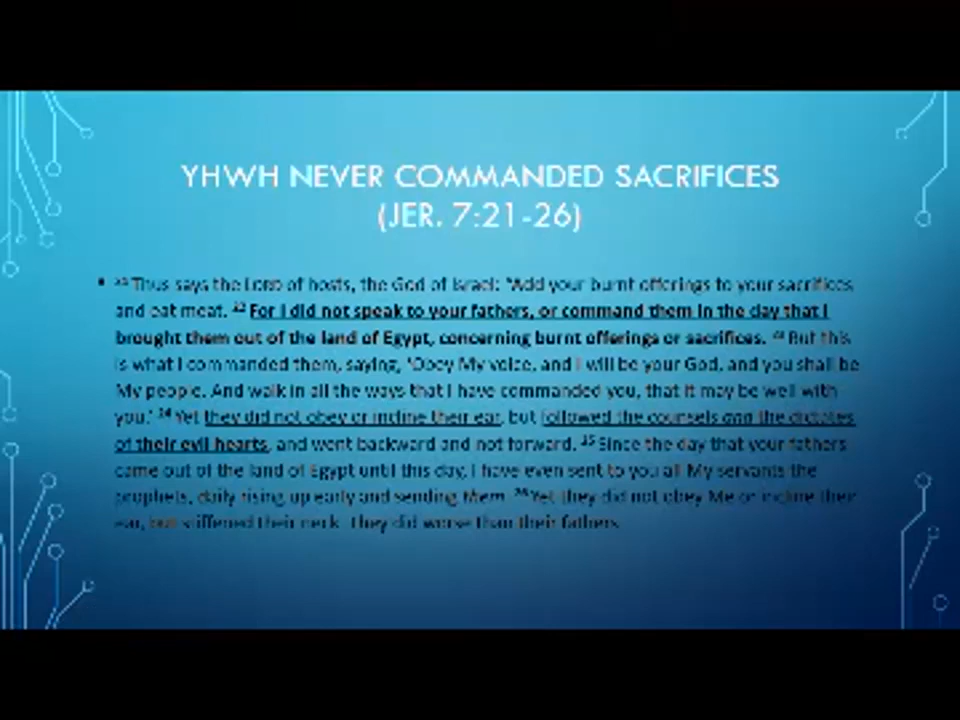 YHWH NEVER COMMANDED SACRIFICES
(JER. 7:21-26)
• 21 Thus says the LORD of hosts, the God of Israel: "Add your burnt offerings to your sacrifices
and eat meat. 22 For I did not speak to your fathers, or command them in the day that I
brought them out of the land of Egypt, concerning burnt offerings or sacrifices. 23 But this
is what I commanded them, saying, 'Obey My voice, and I will be your God, and you shall be
My people. And walk in all the ways that I have commanded you, that it may be well with
you.' 24 Yet they did not obey or incline their ear, but followed the counsels and the dictates
of their evil hearts, and went backward and not forward. 25 Since the day that your fathers
came out of the land of Egypt until this day, I have even sent to you all My servants the
prophets, daily rising up early and sending them. 26 Yet they did not obey Me or incline their
ear, but stiffened their neck. They did worse than their fathers.